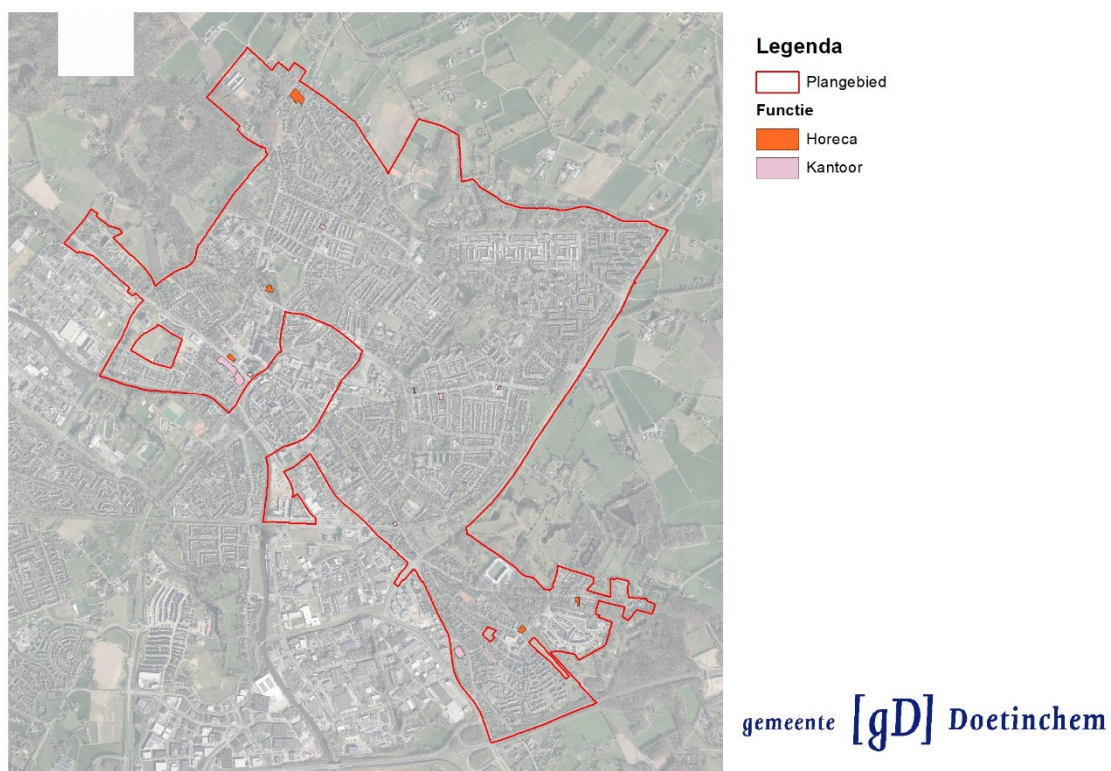 Legenda
Plangebied
Functie
Horeca
Kantoor
gemeente [gD] Doetinchem